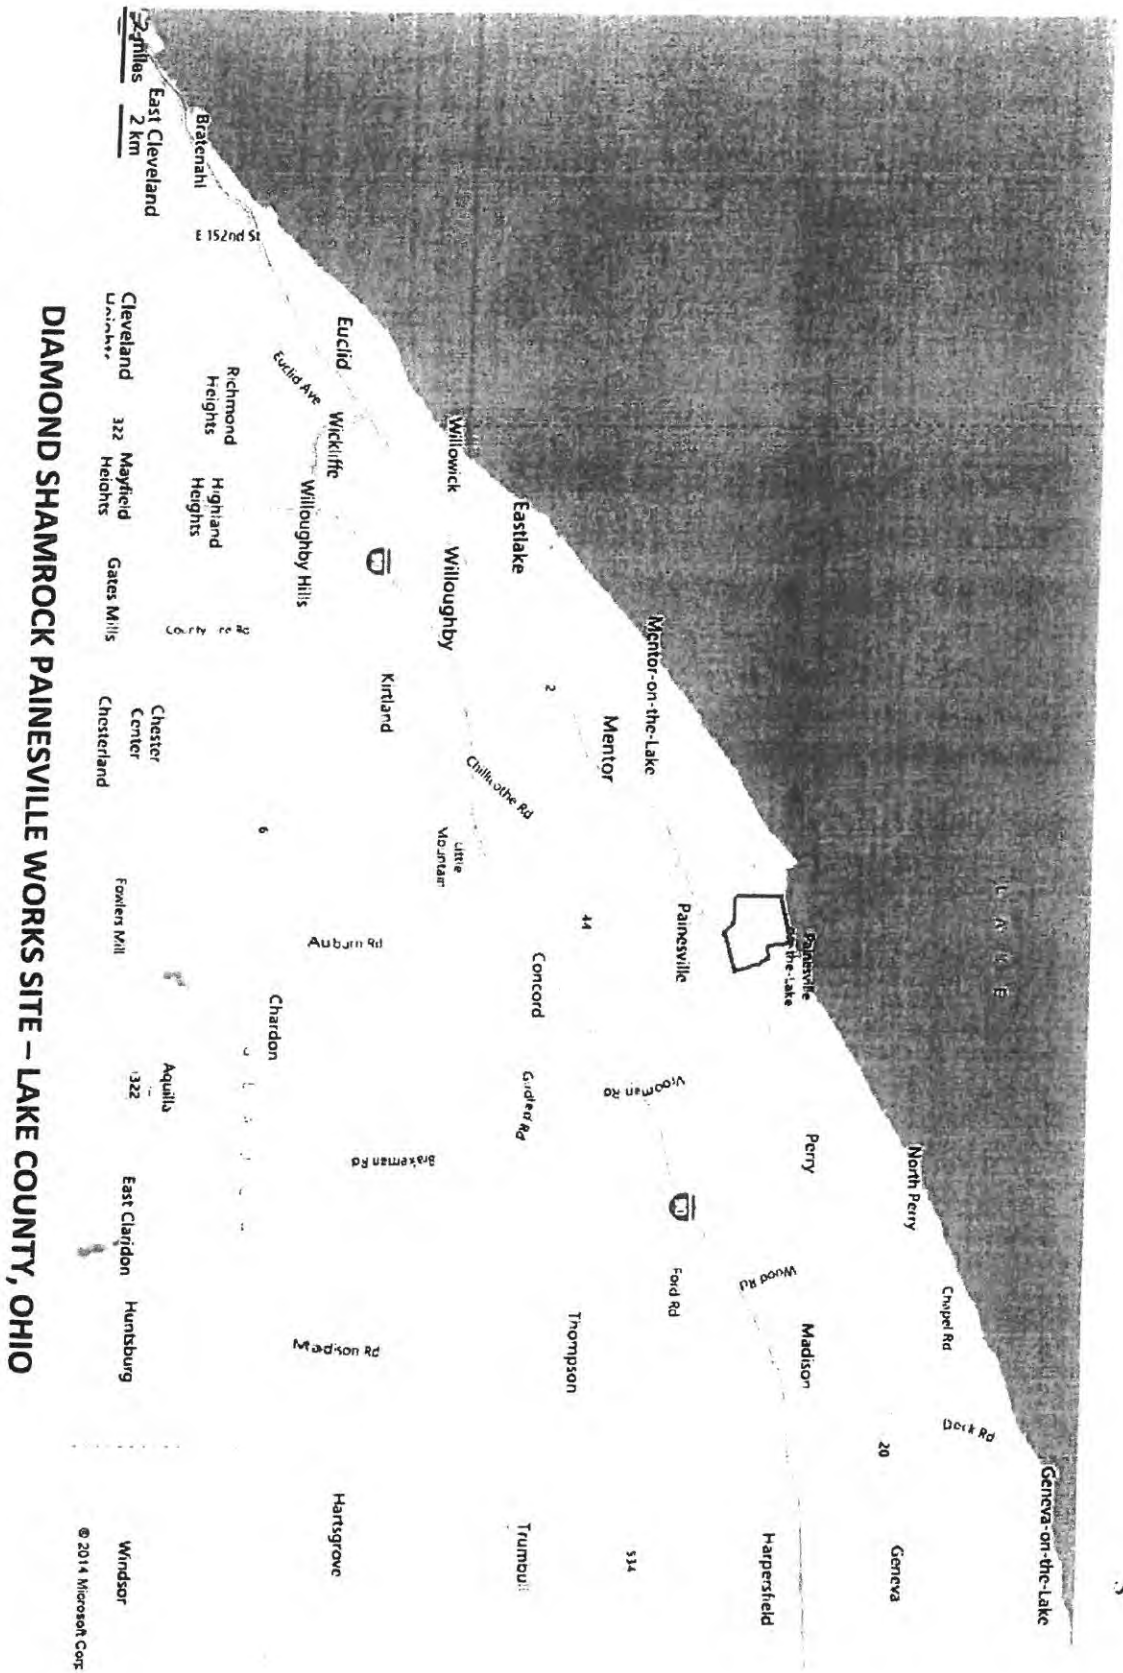 L A K E
Geneva-on-the-Lake
Dock Rd
Chapel Rd
North Perry
20
Geneva
Painesville
on-the-Lake
Perry
Wood Rd
Madison
Harpersfield
Mentor-on-the-Lake
Painesville
Vrooman Rd
90
Ford Rd
Mentor
2
44
534
Eastlake
Concord
Girdled Rd
Thompson
Trumbull
Willowick
Willoughby
Chillicothe Rd
Little
Mountain
Euclid
Wickliffe
90
Kirtland
Brakeman Rd
Euclid Ave
Willoughby Hills
Auburn Rd
Madison Rd
Hartsgrove
Bratenahl
E 152nd St
Richmond
Heights
Highland
Heights
6
Chardon
East Cleveland
Chester
Center
Aquilla
2 miles
2 km
Cleveland
Heights
322
Mayfield
Heights
Gates Mills
Chesterland
Fowlers Mill
322
East Claridon
Huntsburg
Windsor
© 2014 Microsoft Corp
DIAMOND SHAMROCK PAINESVILLE WORKS SITE – LAKE COUNTY, OHIO